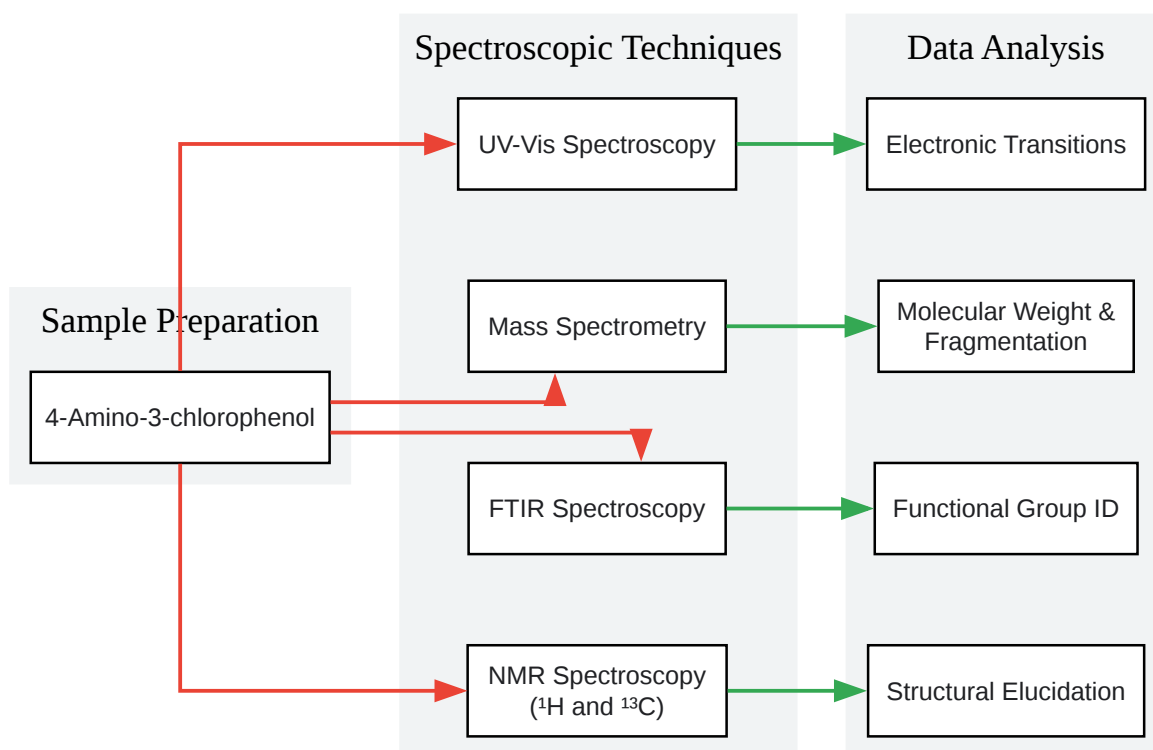 Spectroscopic Techniques
Data Analysis
UV-Vis Spectroscopy
Electronic Transitions
Sample Preparation
4-Amino-3-chlorophenol
Mass Spectrometry
Molecular Weight &
Fragmentation
FTIR Spectroscopy
Functional Group ID
NMR Spectroscopy
(¹H and ¹³C)
Structural Elucidation